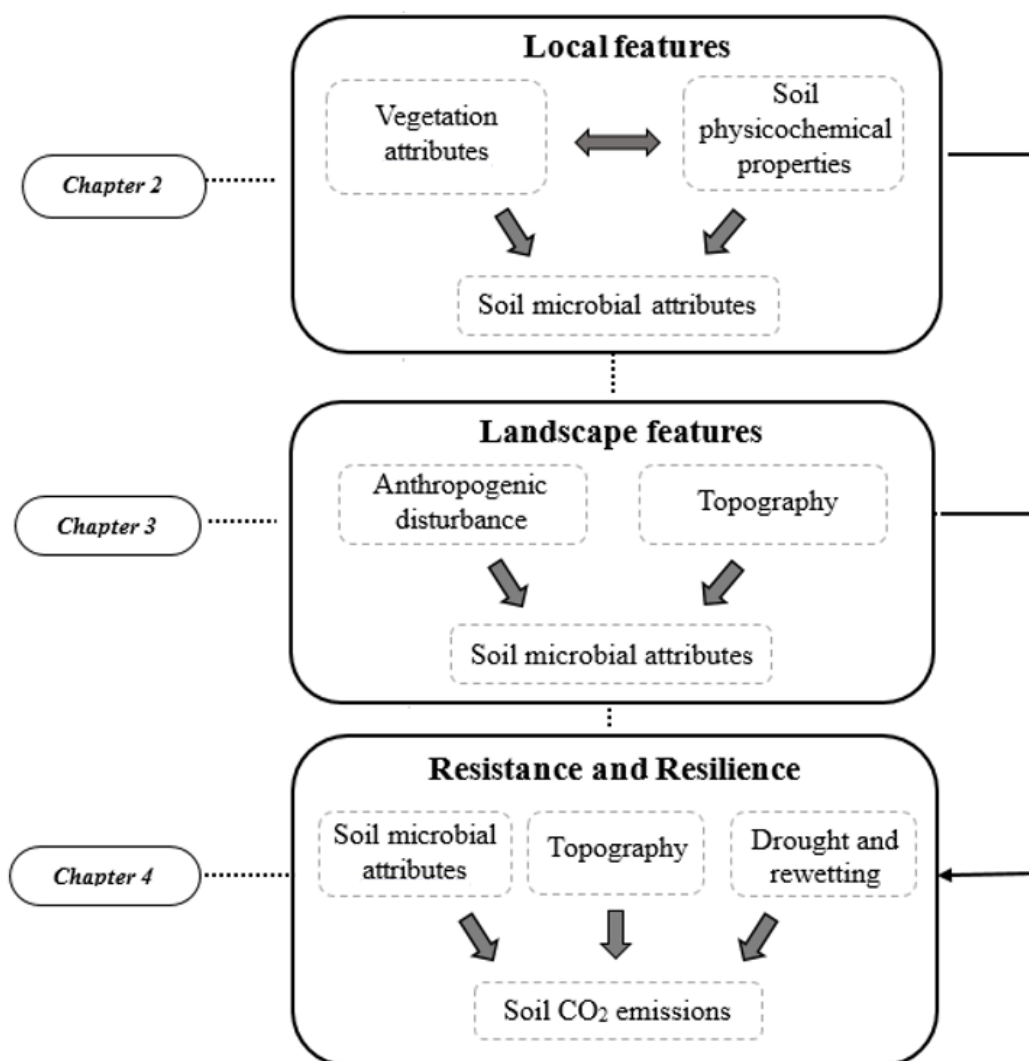 Local features
Vegetation
attributes
Soil
physicochemical
properties
Chapter 2
Soil microbial attributes
Landscape features
Anthropogenic
disturbance
Topography
Chapter 3
Soil microbial attributes
Resistance and Resilience
Soil microbial
attributes
Topography
Drought and
rewetting
Chapter 4
Soil CO₂ emissions